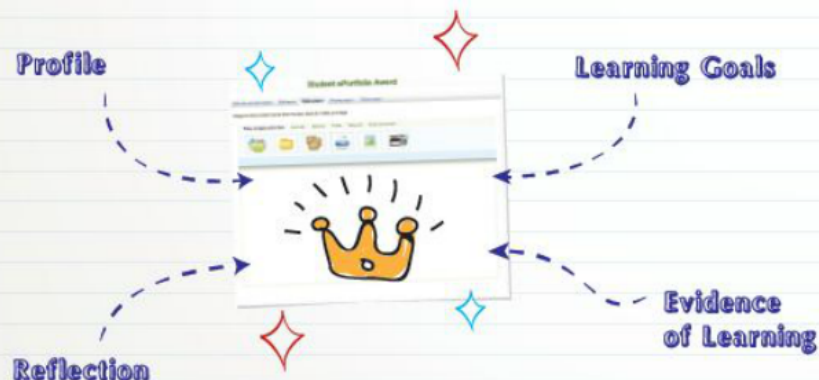 Profile
Learning Goals
Student ePortfolio Award
Reflection
Evidence
of Learning